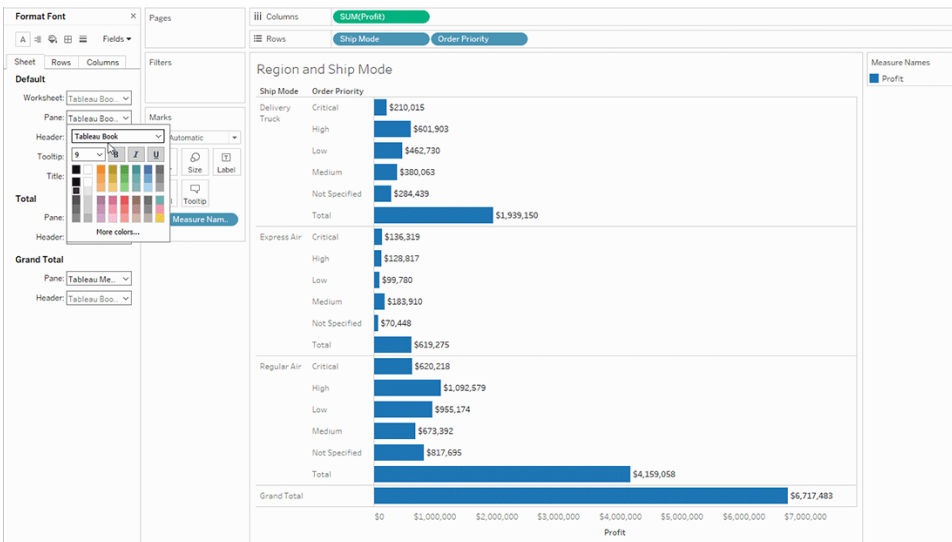 Format Font ×
A Fields
Sheet Rows Columns
Default
Worksheet: Tableau Boo...
Pane: Tableau Boo...
Header:
Tableau Book
Tooltip:
9 B I U
Title:
Total
Pane:
More colors...
Header:
Grand Total
Pane: Tableau Me...
Header: Tableau Boo...
Pages
Filters
Marks
Automatic
Size Label
Tooltip
Measure Nam..
iii Columns SUM(Profit)
Rows Ship Mode Order Priority
Region and Ship Mode
Ship Mode Order Priority
Delivery Truck Critical $210,015
High $601,903
Low $462,730
Medium $380,063
Not Specified $284,439
Total $1,939,150
Express Air Critical $136,319
High $128,817
Low $99,780
Medium $183,910
Not Specified $70,448
Total $619,275
Regular Air Critical $620,218
High $1,092,579
Low $955,174
Medium $673,392
Not Specified $817,695
Total $4,159,058
Grand Total $6,717,483
$0 $1,000,000 $2,000,000 $3,000,000 $4,000,000 $5,000,000 $6,000,000 $7,000,000
Profit
Measure Names
Profit